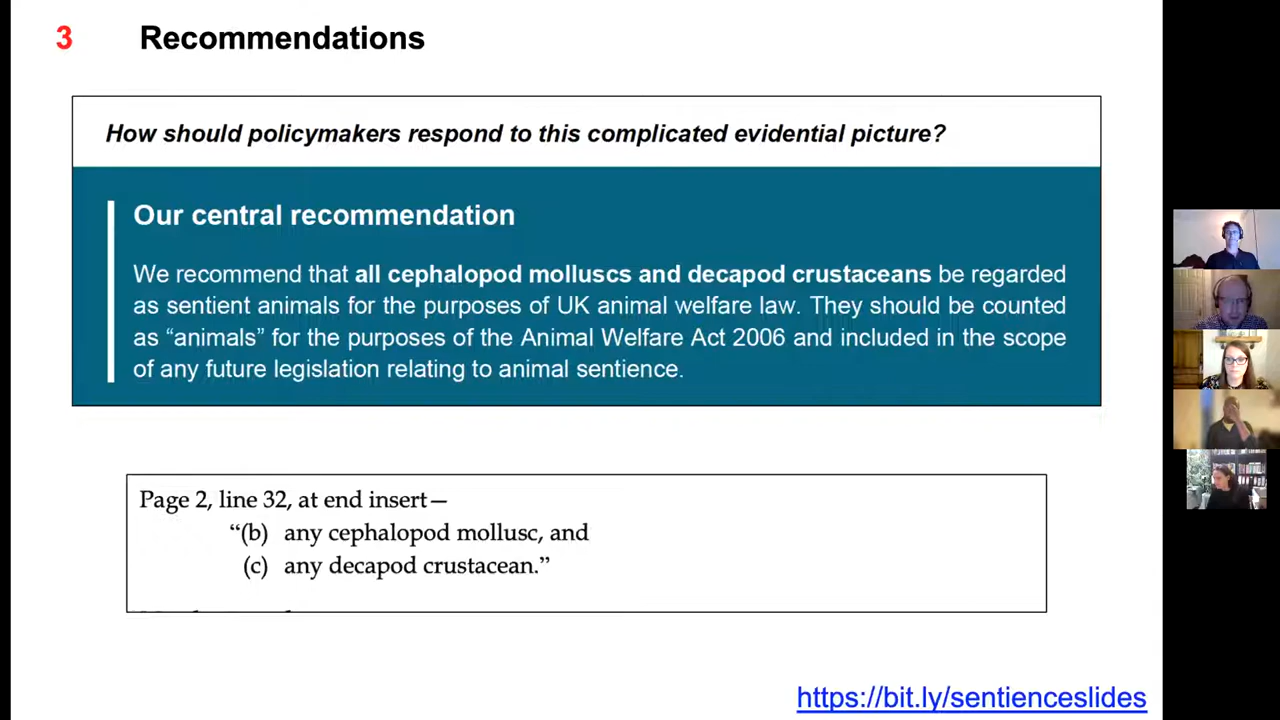 3 Recommendations
How should policymakers respond to this complicated evidential picture?
Our central recommendation
We recommend that all cephalopod molluscs and decapod crustaceans be regarded
as sentient animals for the purposes of UK animal welfare law. They should be counted
as “animals” for the purposes of the Animal Welfare Act 2006 and included in the scope
of any future legislation relating to animal sentience.
Page 2, line 32, at end insert—
“(b) any cephalopod mollusc, and
(c) any decapod crustacean.”
https://bit.ly/sentienceslides